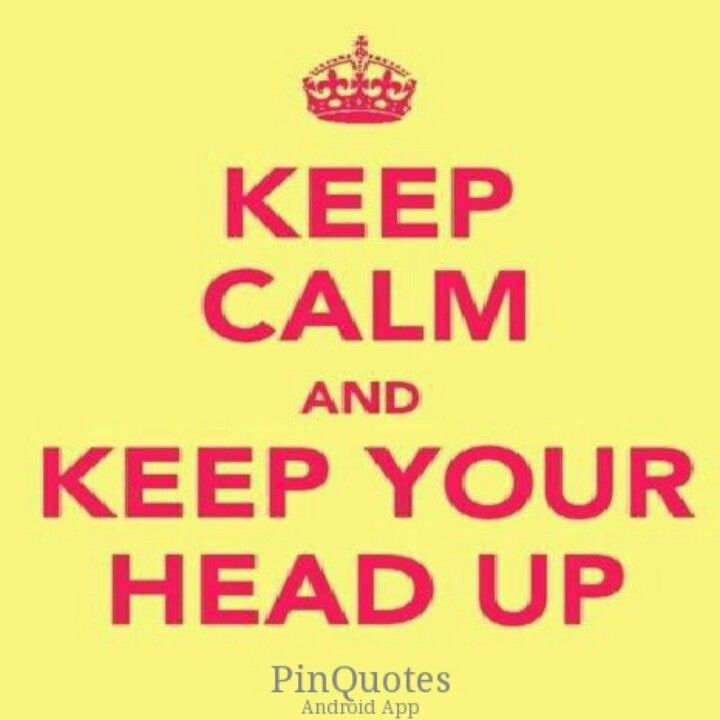 KEEP
CALM
AND
KEEP YOUR
HEAD UP
PinQuotes
Android App